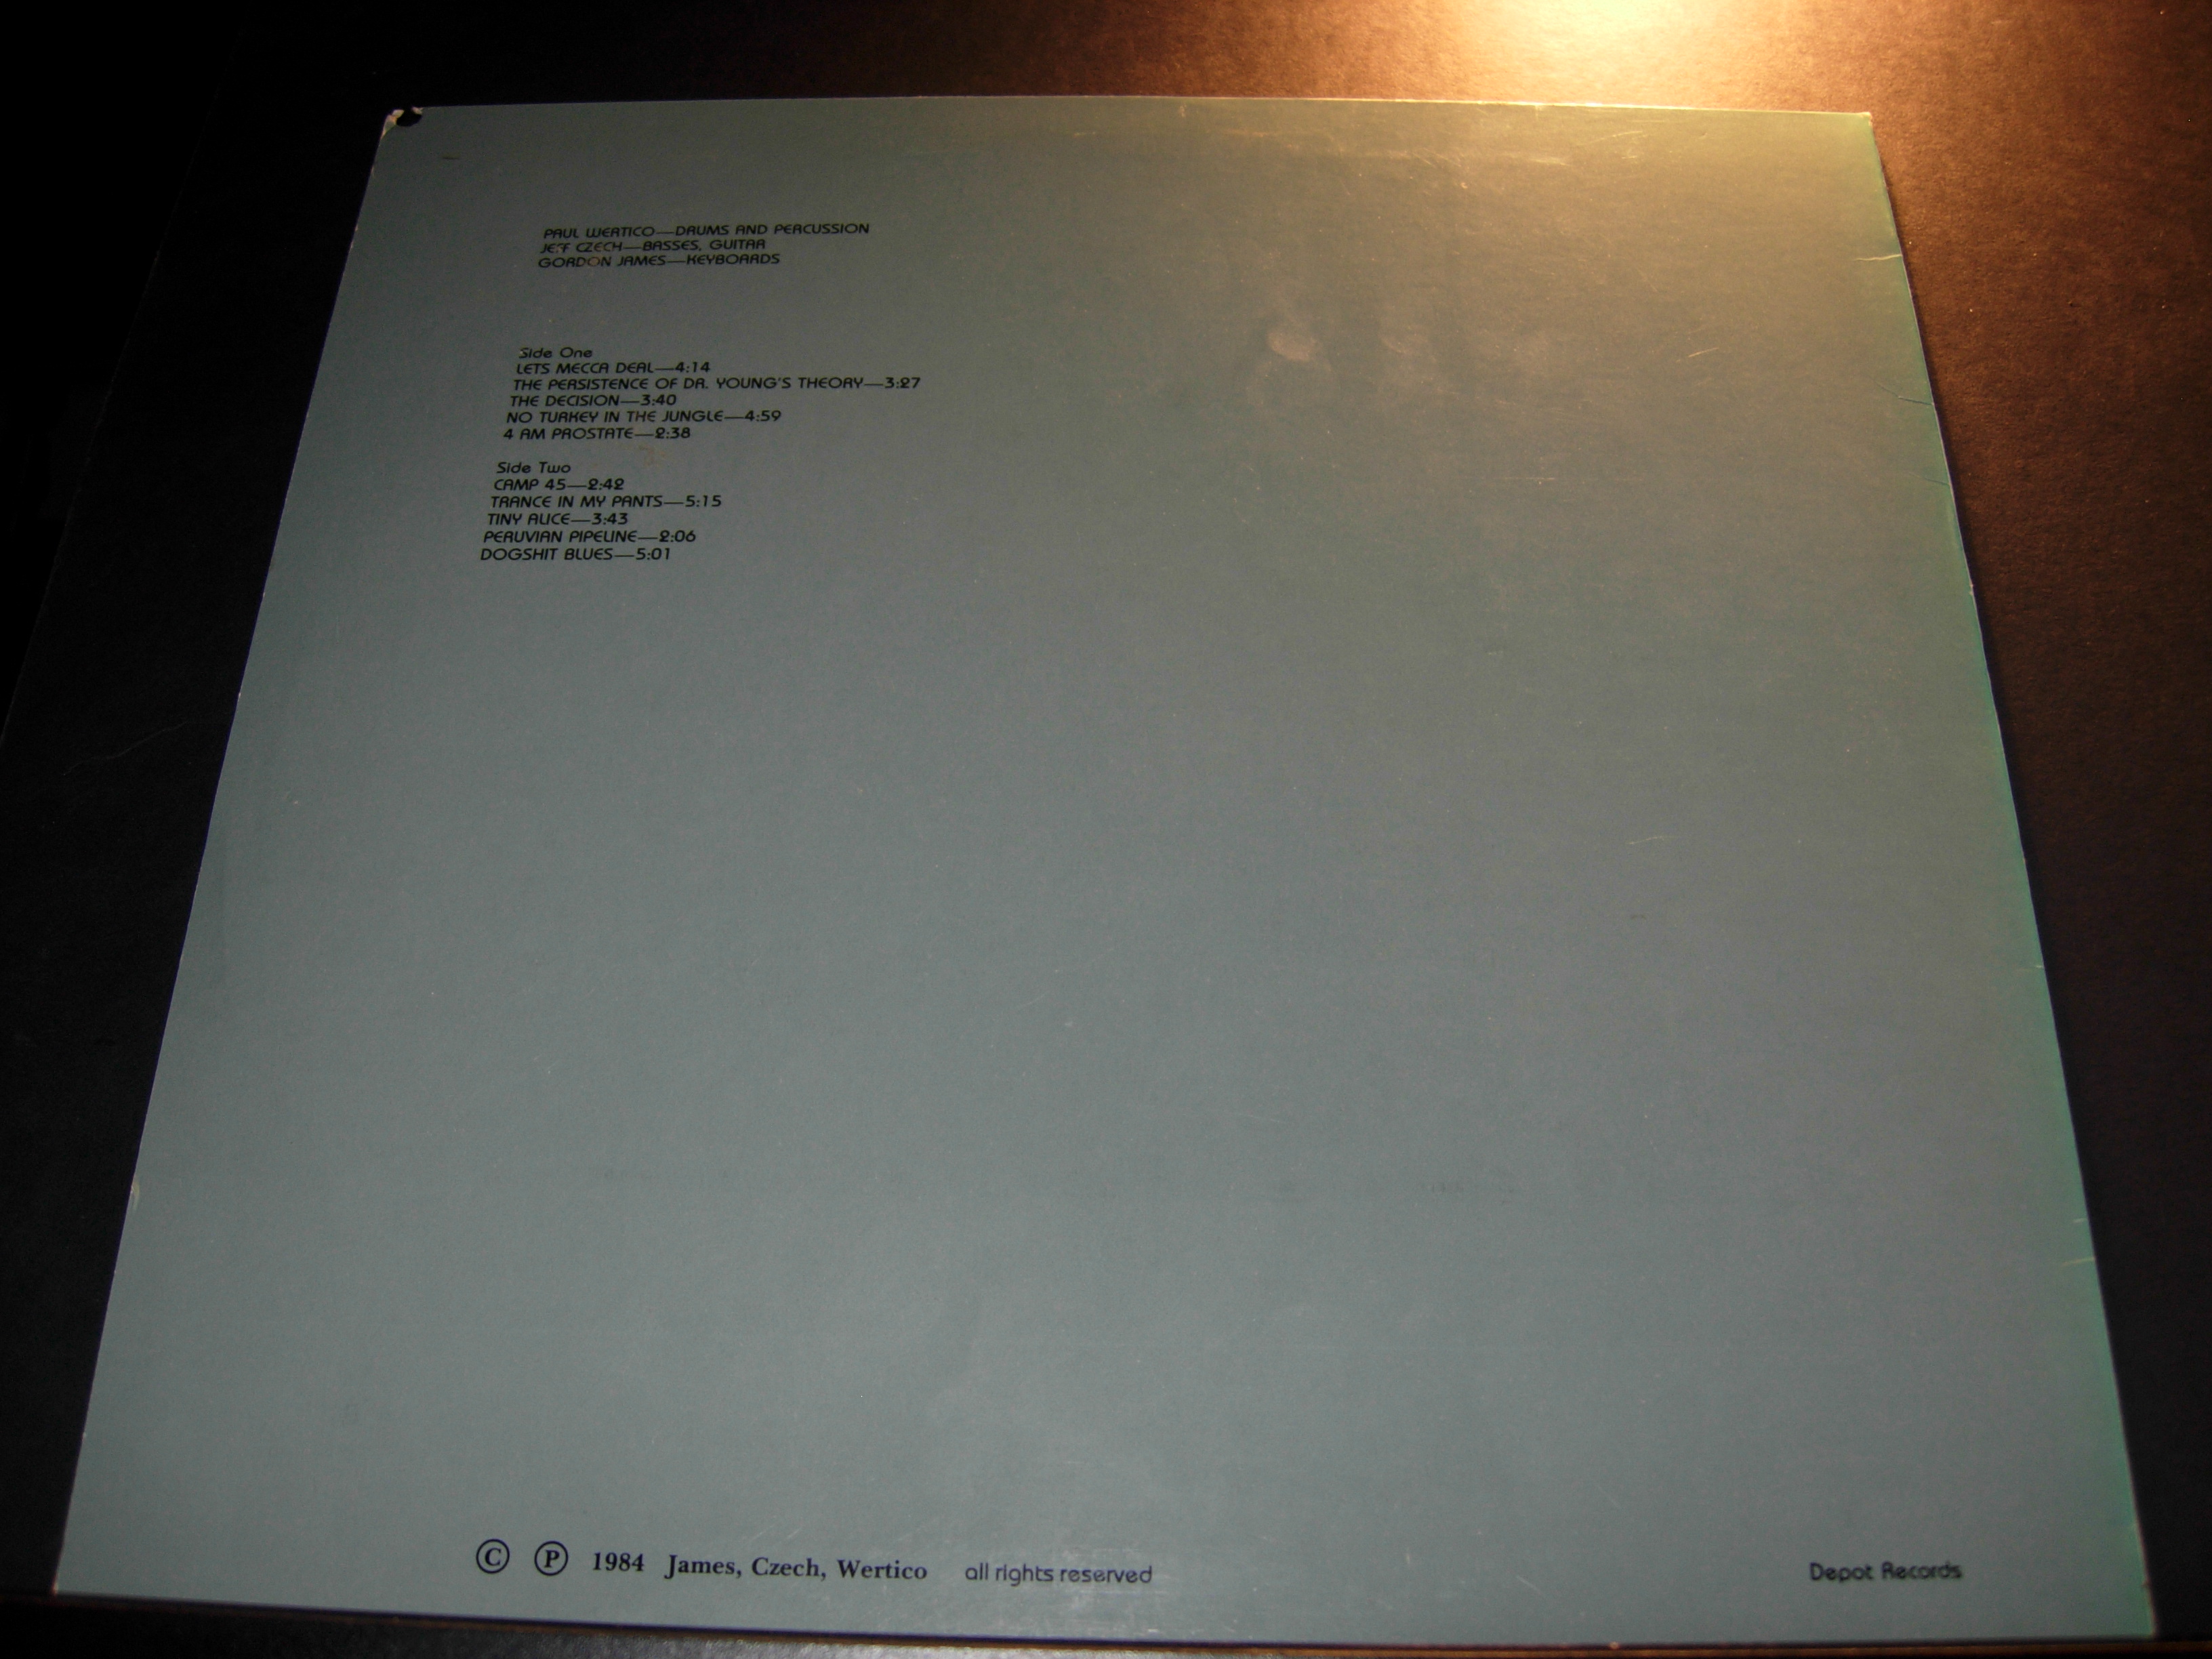 PAUL WERTICO—DRUMS AND PERCUSSION
JEFF CZECH—BASSES, GUITAR
GORDON JAMES—KEYBOARDS
Side One
LETS MECCA DEAL—4:14
THE PERSISTENCE OF DR. YOUNG'S THEORY—3:27
THE DECISION—3:40
NO TURKEY IN THE JUNGLE—4:59
4 AM PROSTATE—2:38
Side Two
CAMP 45—2:42
TRANCE IN MY PANTS—5:15
TINY ALICE—3:43
PERUVIAN PIPELINE—2:06
DOGSHIT BLUES—5:01
© ℗ 1984 James, Czech, Wertico all rights reserved
Depot Records